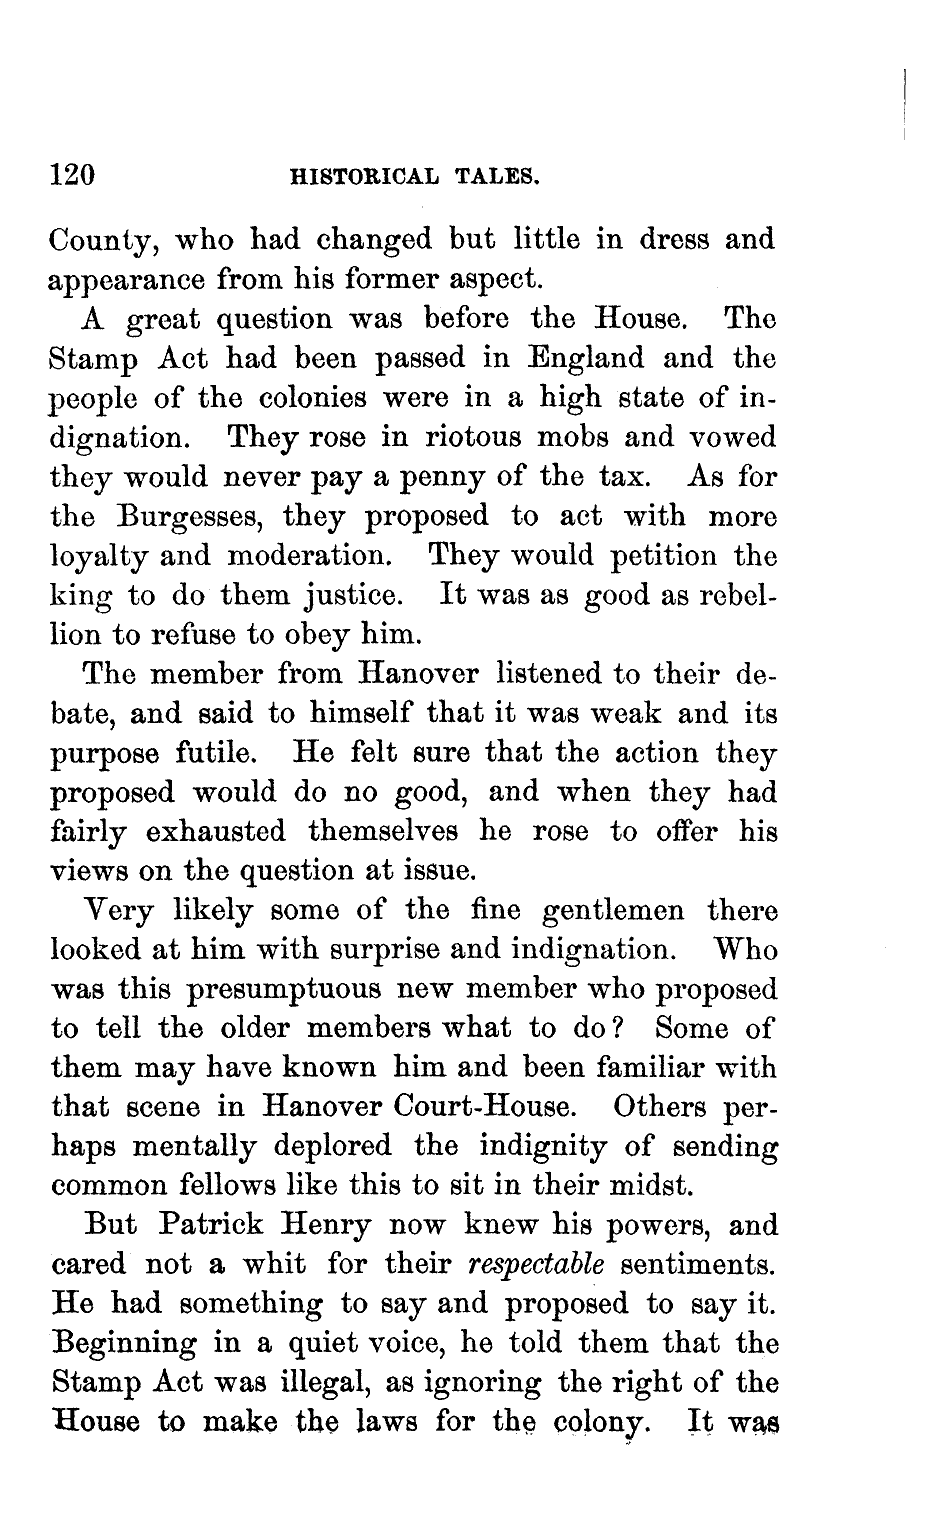 120 HISTORICAL TALES.
County, who had changed but little in dress and
appearance from his former aspect.
A great question was before the House. The
Stamp Act had been passed in England and the
people of the colonies were in a high state of in-
dignation. They rose in riotous mobs and vowed
they would never pay a penny of the tax. As for
the Burgesses, they proposed to act with more
loyalty and moderation. They would petition the
king to do them justice. It was as good as rebel-
lion to refuse to obey him.
The member from Hanover listened to their de-
bate, and said to himself that it was weak and its
purpose futile. He felt sure that the action they
proposed would do no good, and when they had
fairly exhausted themselves he rose to offer his
views on the question at issue.
Very likely some of the fine gentlemen there
looked at him with surprise and indignation. Who
was this presumptuous new member who proposed
to tell the older members what to do? Some of
them may have known him and been familiar with
that scene in Hanover Court-House. Others per-
haps mentally deplored the indignity of sending
common fellows like this to sit in their midst.
But Patrick Henry now knew his powers, and
cared not a whit for their respectable sentiments.
He had something to say and proposed to say it.
Beginning in a quiet voice, he told them that the
Stamp Act was illegal, as ignoring the right of the
House to make the laws for the colony. It was